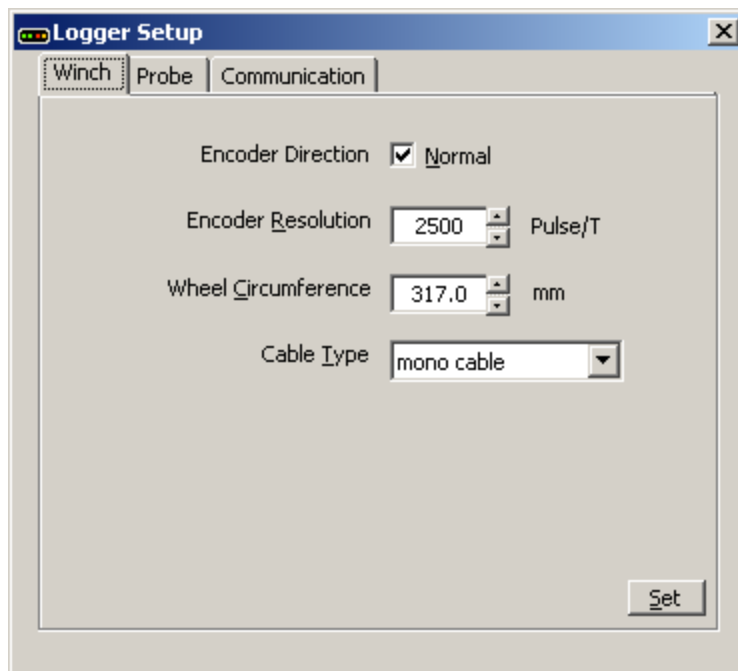 Logger Setup
Winch Probe Communication
Encoder Direction Normal
Encoder Resolution 2500 Pulse/T
Wheel Circumference 317.0 mm
Cable Type mono cable
Set